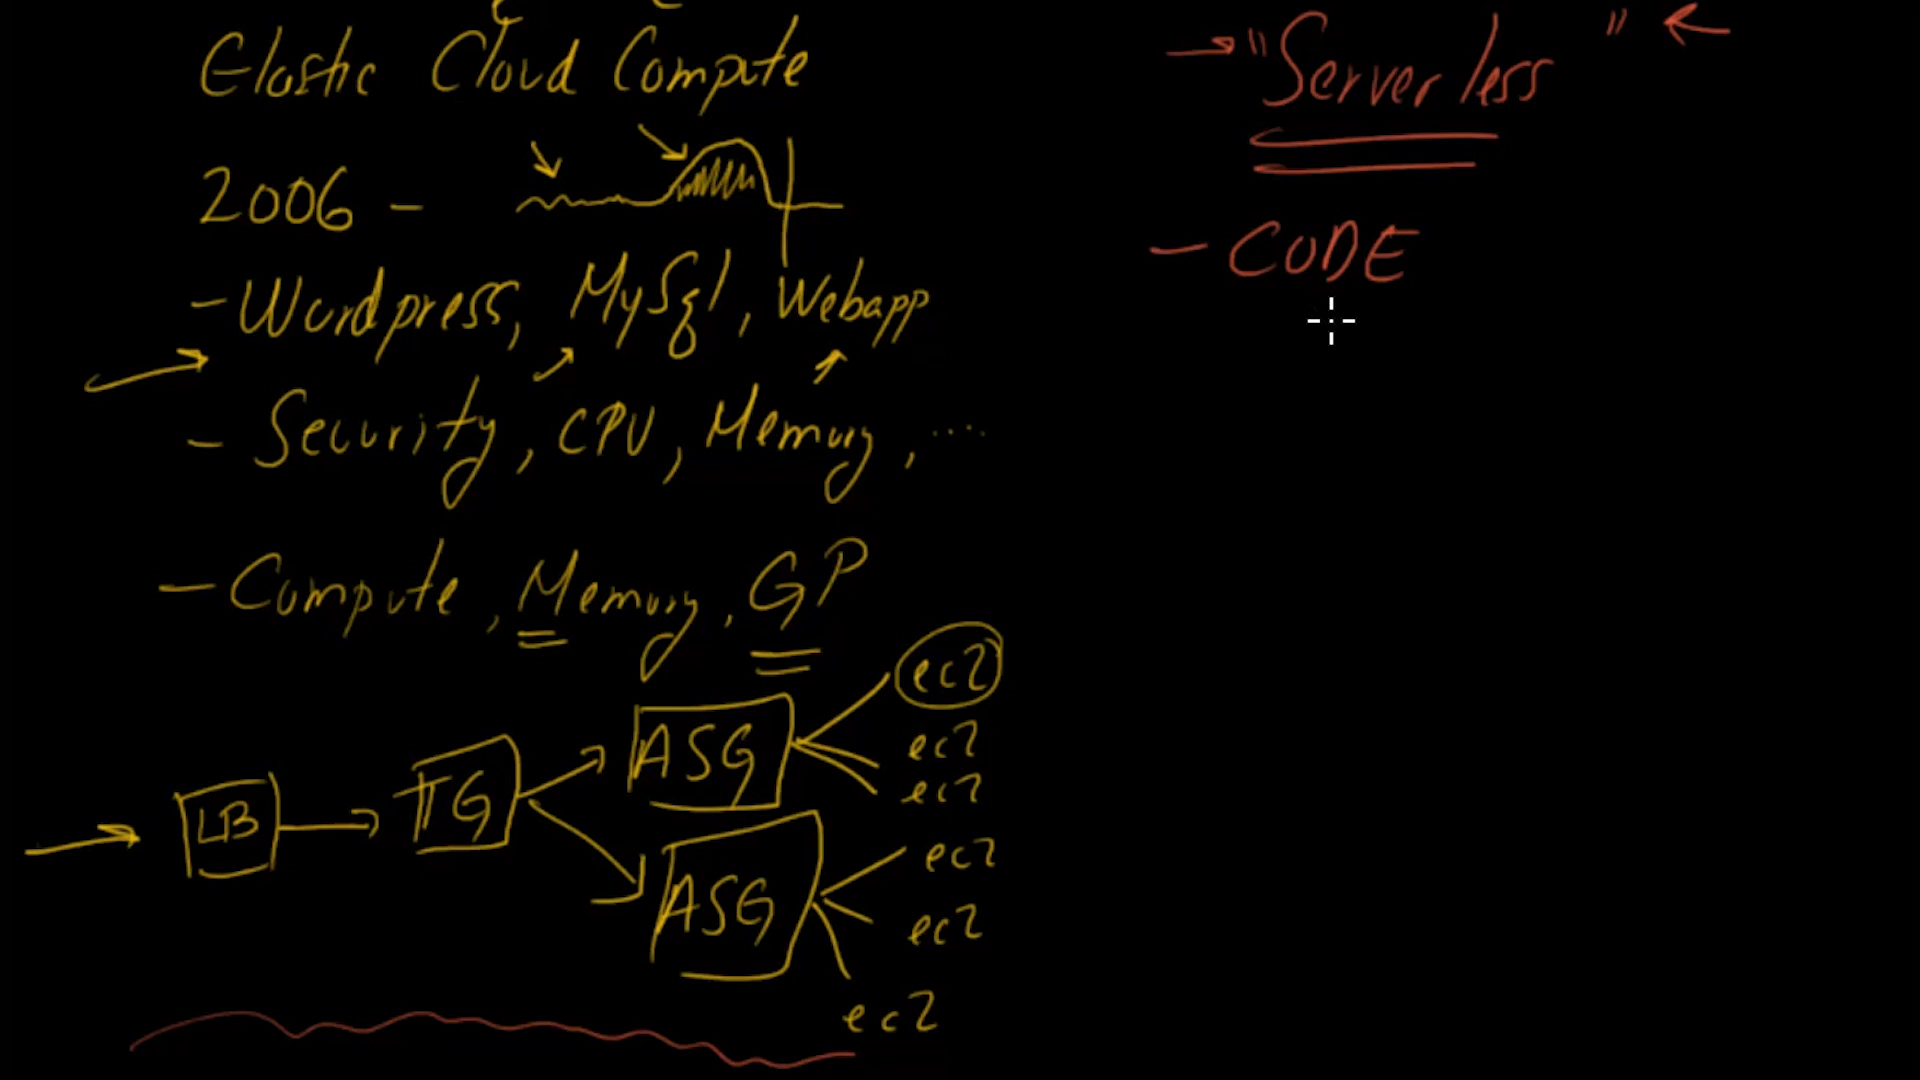 Elastic Cloud Compute
2006 -
- Wordpress, MySql, Webapp
- Security, CPU, Memory, ....
- Compute, Memory, GP
LB
TG
ASG
ec2
ec2
ec2
ASG
ec2
ec2
ec2
"Serverless"
- CODE